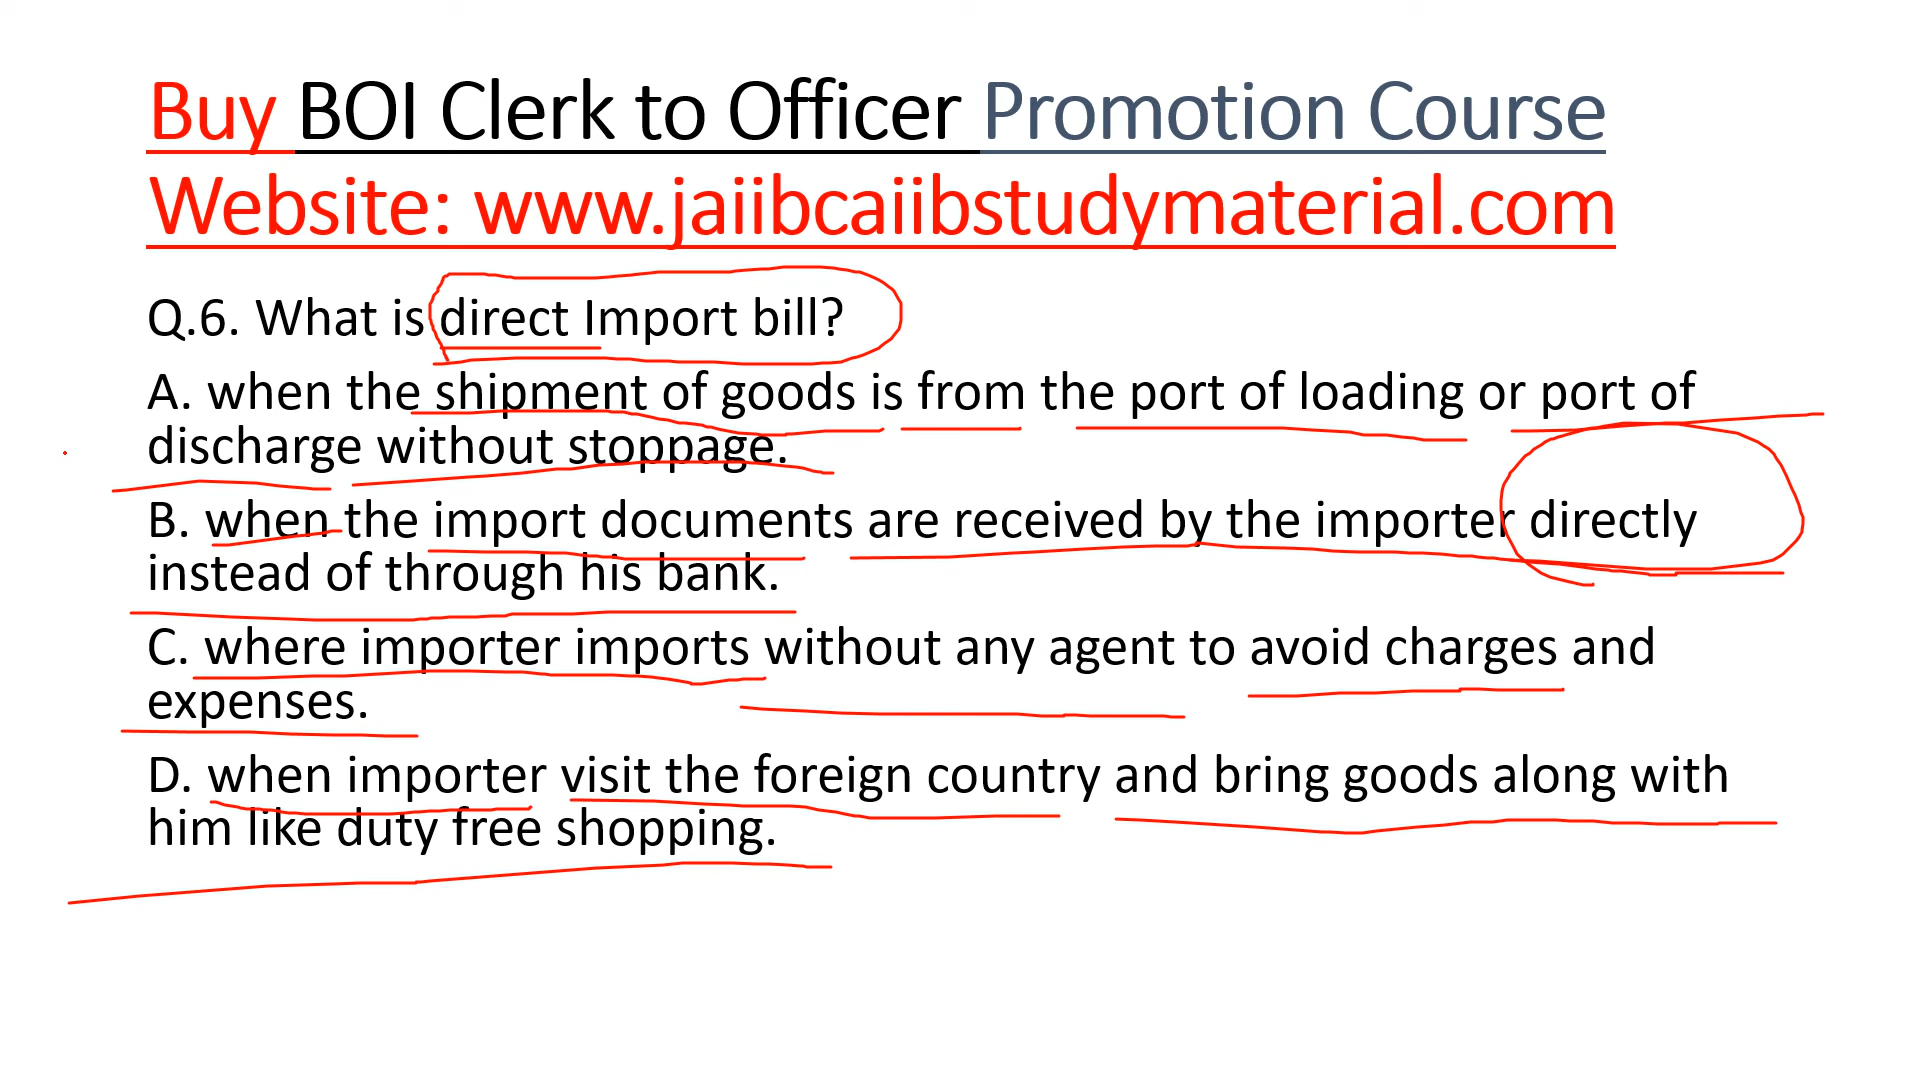 Buy BOI Clerk to Officer Promotion Course
Website: www.jaiibcaiibstudymaterial.com
Q.6. What is direct Import bill?
A. when the shipment of goods is from the port of loading or port of
discharge without stoppage.
B. when the import documents are received by the importer directly
instead of through his bank.
C. where importer imports without any agent to avoid charges and
expenses.
D. when importer visit the foreign country and bring goods along with
him like duty free shopping.